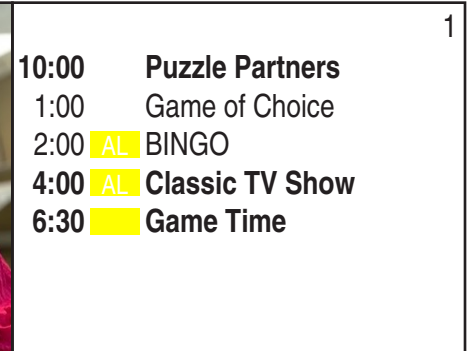 1
10:00 Puzzle Partners
1:00 Game of Choice
2:00 AL BINGO
4:00 AL Classic TV Show
6:30 Game Time